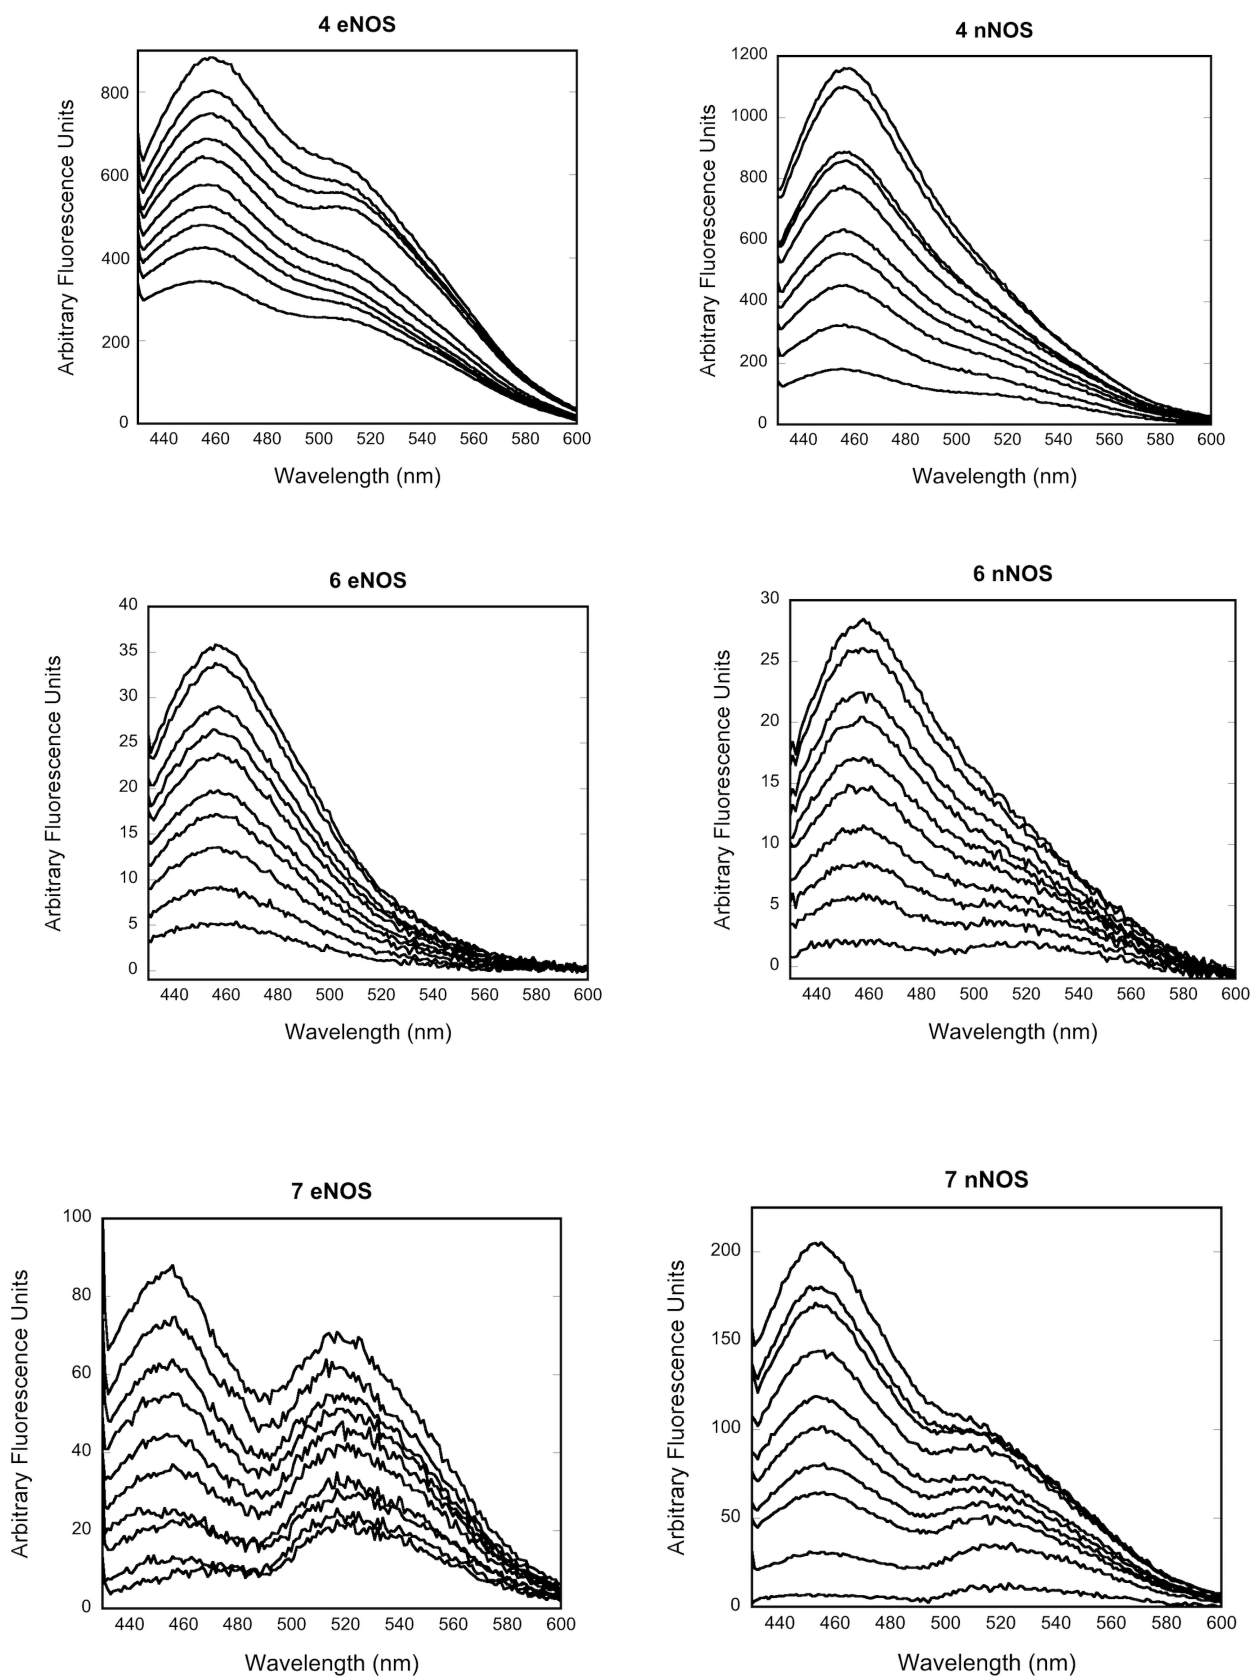 4 eNOS
Arbitrary Fluorescence Units
800
600
400
200
0
440 460 480 500 520 540 560 580 600
Wavelength (nm)
4 nNOS
Arbitrary Fluorescence Units
1200
1000
800
600
400
200
0
440 460 480 500 520 540 560 580 600
Wavelength (nm)
6 eNOS
Arbitrary Fluorescence Units
40
35
30
25
20
15
10
5
0
440 460 480 500 520 540 560 580 600
Wavelength (nm)
6 nNOS
Arbitrary Fluorescence Units
30
25
20
15
10
5
0
440 460 480 500 520 540 560 580 600
Wavelength (nm)
7 eNOS
Arbitrary Fluorescence Units
100
80
60
40
20
0
440 460 480 500 520 540 560 580 600
Wavelength (nm)
7 nNOS
Arbitrary Fluorescence Units
200
150
100
50
0
440 460 480 500 520 540 560 580 600
Wavelength (nm)